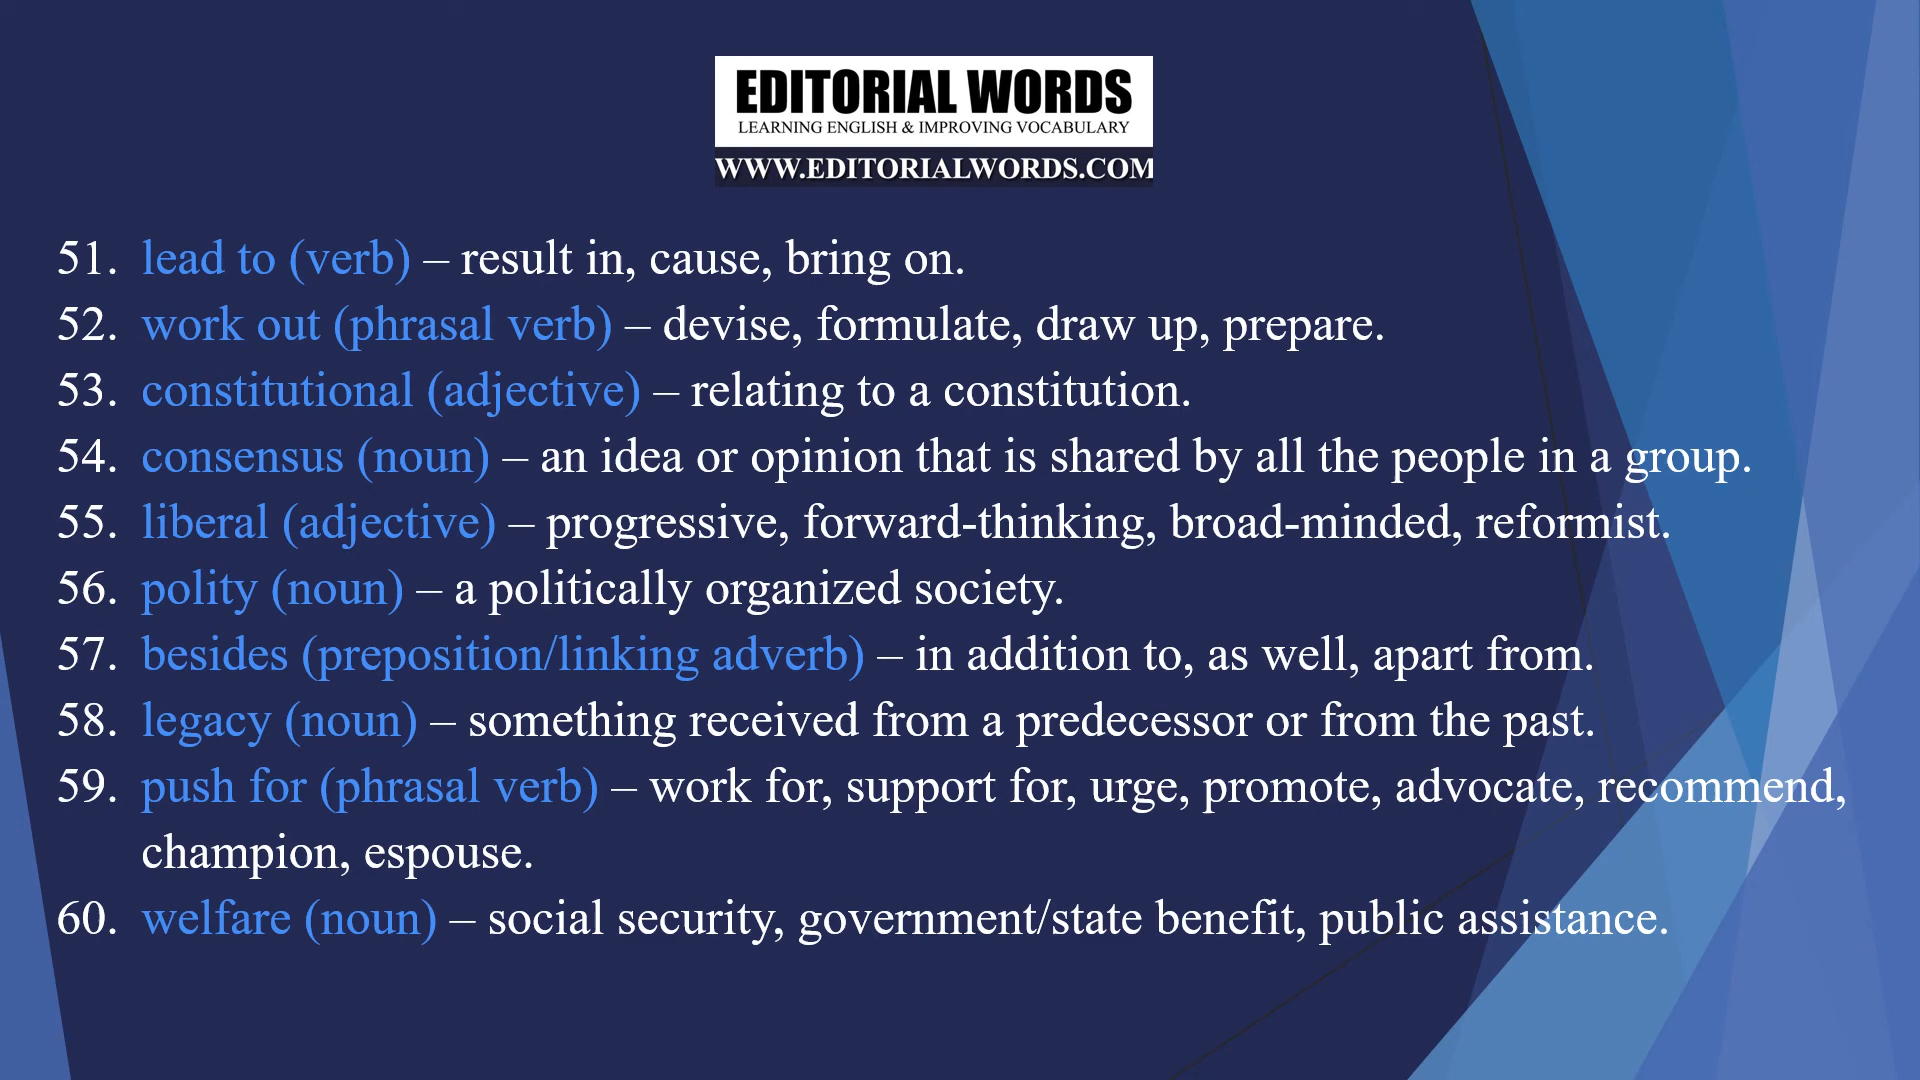 EDITORIAL WORDS
LEARNING ENGLISH & IMPROVING VOCABULARY
WWW.EDITORIALWORDS.COM
51. lead to (verb) – result in, cause, bring on.
52. work out (phrasal verb) – devise, formulate, draw up, prepare.
53. constitutional (adjective) – relating to a constitution.
54. consensus (noun) – an idea or opinion that is shared by all the people in a group.
55. liberal (adjective) – progressive, forward-thinking, broad-minded, reformist.
56. polity (noun) – a politically organized society.
57. besides (preposition/linking adverb) – in addition to, as well, apart from.
58. legacy (noun) – something received from a predecessor or from the past.
59. push for (phrasal verb) – work for, support for, urge, promote, advocate, recommend,
champion, espouse.
60. welfare (noun) – social security, government/state benefit, public assistance.